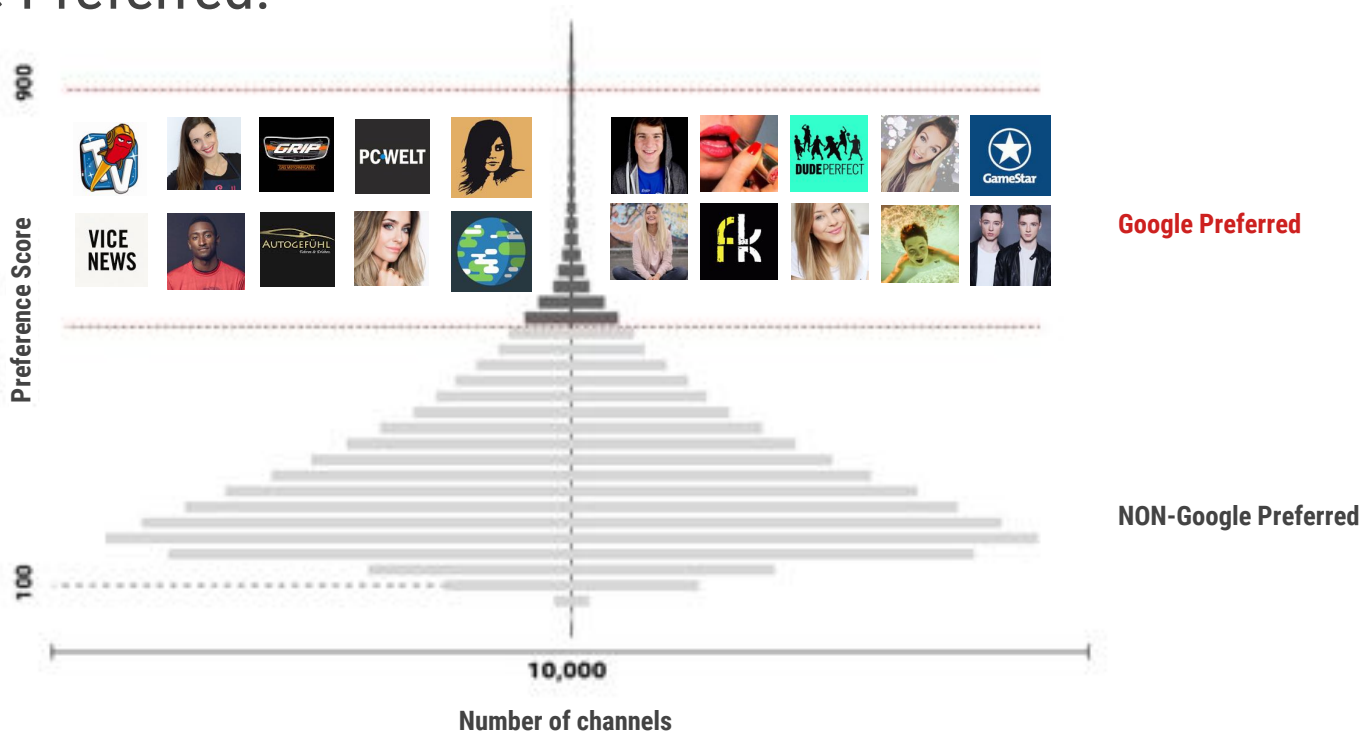 Preferred.
900
TV
GRIP
PC WELT
DUDEPERFECT
GameStar
VICE
NEWS
AUTOGEFÜHL
fk
Google Preferred
Preference Score
NON-Google Preferred
100
10,000
Number of channels